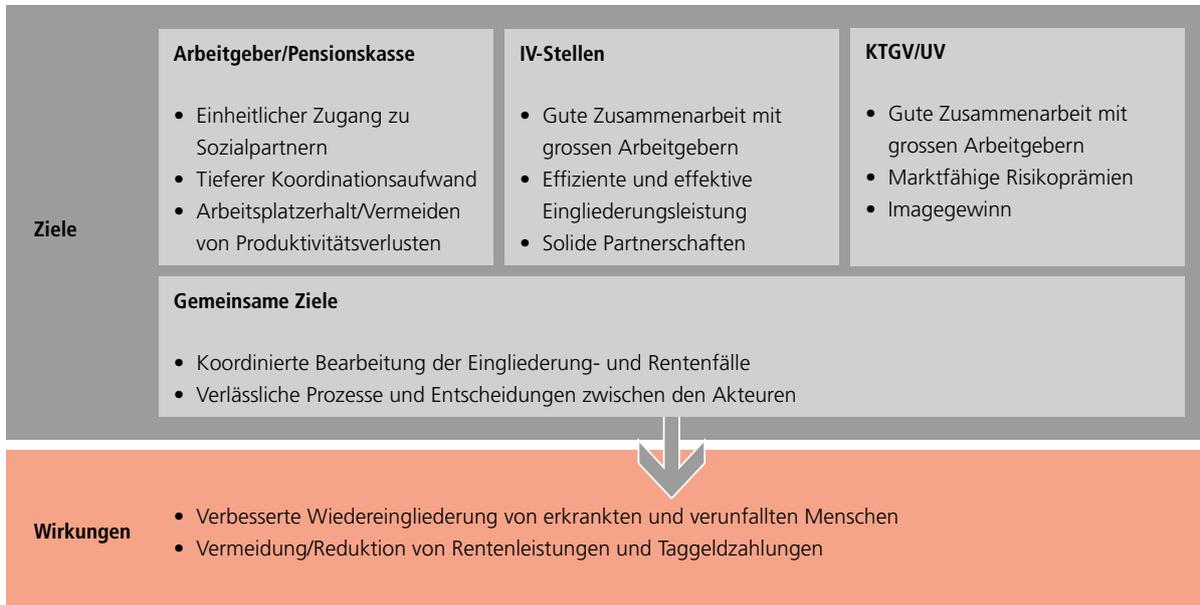 Ziele
Arbeitgeber/Pensionskasse
• Einheitlicher Zugang zu
Sozialpartnern
• Tieferer Koordinationsaufwand
• Arbeitsplatzerhalt/Vermeiden
von Produktivitätsverlusten
IV-Stellen
• Gute Zusammenarbeit mit
grossen Arbeitgebern
• Effiziente und effektive
Eingliederungsleistung
• Solide Partnerschaften
KTGV/UV
• Gute Zusammenarbeit mit
grossen Arbeitgebern
• Marktfähige Risikoprämien
• Imagegewinn
Gemeinsame Ziele
• Koordinierte Bearbeitung der Eingliederung- und Rentenfälle
• Verlässliche Prozesse und Entscheidungen zwischen den Akteuren
Wirkungen
• Verbesserte Wiedereingliederung von erkrankten und verunfallten Menschen
• Vermeidung/Reduktion von Rentenleistungen und Taggeldzahlungen